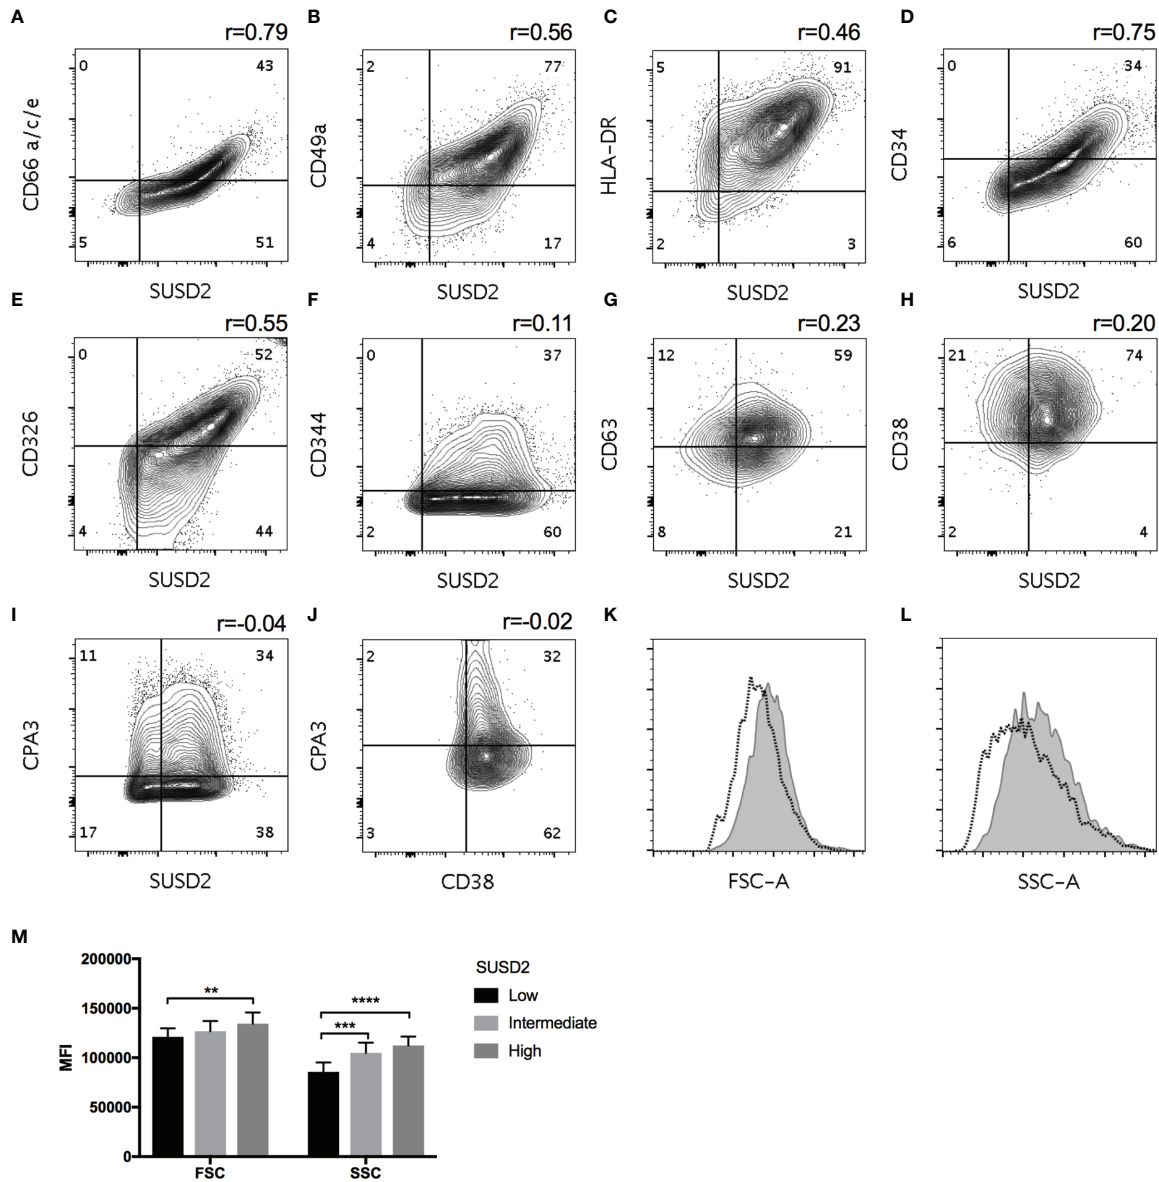 A B C D
r=0.79 r=0.56 r=0.46 r=0.75
0 43 2 77 5 91 0 34
CD66 a/c/e CD49a HLA-DR CD34
5 51 4 17 2 3 6 60
SUSD2 SUSD2 SUSD2 SUSD2
E F G H
r=0.55 r=0.11 r=0.23 r=0.20
0 52 0 37 12 59 21 74
CD326 CD344 CD63 CD38
4 44 2 60 8 21 2 4
SUSD2 SUSD2 SUSD2 SUSD2
I J K L
r=-0.04 r=-0.02
11 34 2 32
CPA3 CPA3
17 38 3 62
SUSD2 CD38 FSC-A SSC-A
M
200000
150000
100000
50000
0
MFI
**
****
***
FSC SSC
SUSD2
Low
Intermediate
High